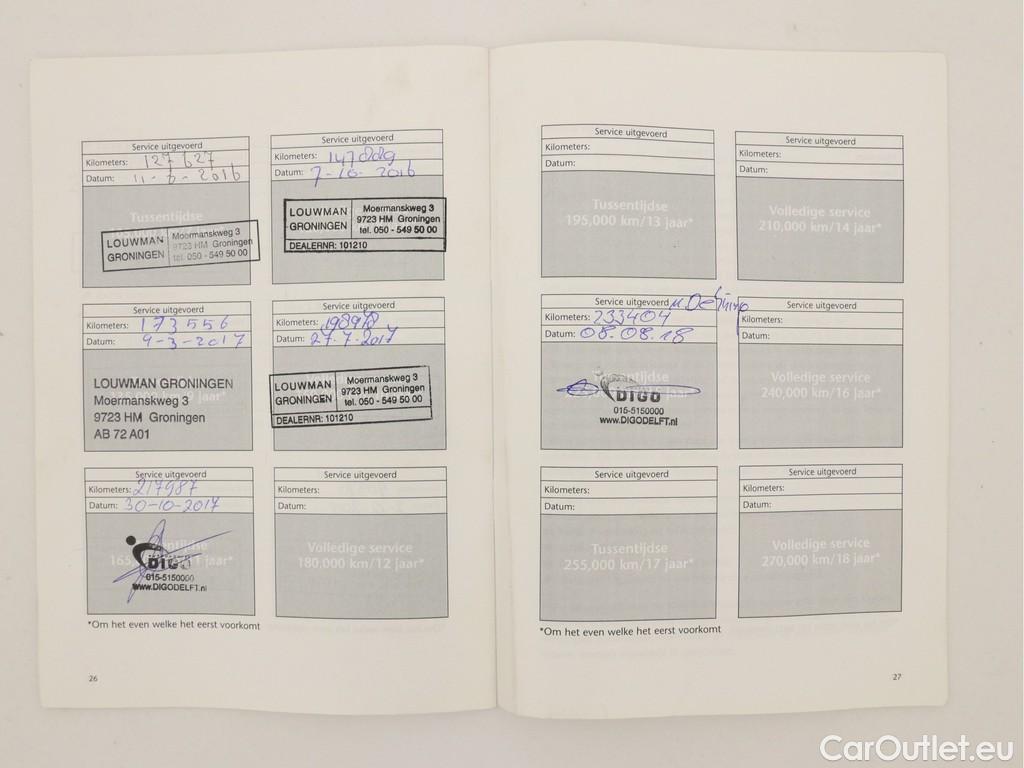 Service uitgevoerd
Kilometers: 127 627
Datum: 11-6-2016
Tussentijdse
LOUWMAN GRONINGEN
Moermanskweg 3
9723 HM Groningen
tel. 050 - 549 50 00
Service uitgevoerd
Kilometers: 147889
Datum: 7-10-2016
LOUWMAN GRONINGEN
Moermanskweg 3
9723 HM Groningen
tel. 050 - 549 50 00
DEALERNR: 101210
Service uitgevoerd
Kilometers: 173556
Datum: 9-3-2017
LOUWMAN GRONINGEN
Moermanskweg 3
9723 HM Groningen
AB 72 A01
Service uitgevoerd
Kilometers: 198978
Datum: 27-7-2017
LOUWMAN GRONINGEN
Moermanskweg 3
9723 HM Groningen
tel. 050 - 549 50 00
DEALERNR: 101210
Service uitgevoerd
Kilometers: 217987
Datum: 30-10-2017
DIGO
015-5150000
www.DIGODELFT.nl
Service uitgevoerd
Kilometers:
Datum:
Volledige service
180,000 km/12 jaar*
*Om het even welke het eerst voorkomt
26
Service uitgevoerd
Kilometers:
Datum:
Tussentijdse
195,000 km/13 jaar*
Service uitgevoerd
Kilometers:
Datum:
Volledige service
210,000 km/14 jaar*
Service uitgevoerd
Kilometers: 233404
Datum: 08.08.18
Tussentijdse
DIGO
015-5150000
www.DIGODELFT.nl
Service uitgevoerd
Kilometers:
Datum:
Volledige service
240,000 km/16 jaar*
Service uitgevoerd
Kilometers:
Datum:
Tussentijdse
255,000 km/17 jaar*
Service uitgevoerd
Kilometers:
Datum:
Volledige service
270,000 km/18 jaar*
*Om het even welke het eerst voorkomt
27
CarOutlet.eu